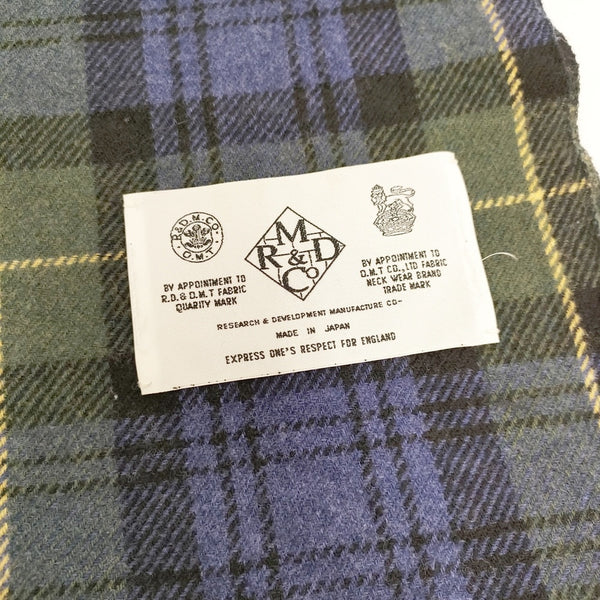 R.&D.M.CO.
O.M.T
BY APPOINTMENT TO
R.D.& D.M.T FABRIC
QUARITY MARK
M
R & D
Co
BY APPOINTMENT TO
O.M.T CO.,LTD FABRIC
NECK WEAR BRAND
TRADE MARK
RESEARCH & DEVELOPMENT MANUFACTURE CO-
MADE IN JAPAN
EXPRESS ONE'S RESPECT FOR ENGLAND